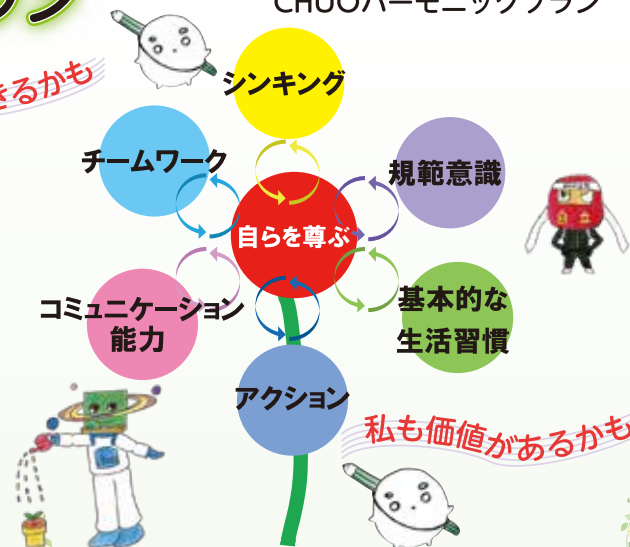 CHUOハーモニックプラン
きるかも
シンキング
チームワーク
規範意識
自らを尊ぶ
コミュニケーション
能力
基本的な
生活習慣
アクション
私も価値があるかも